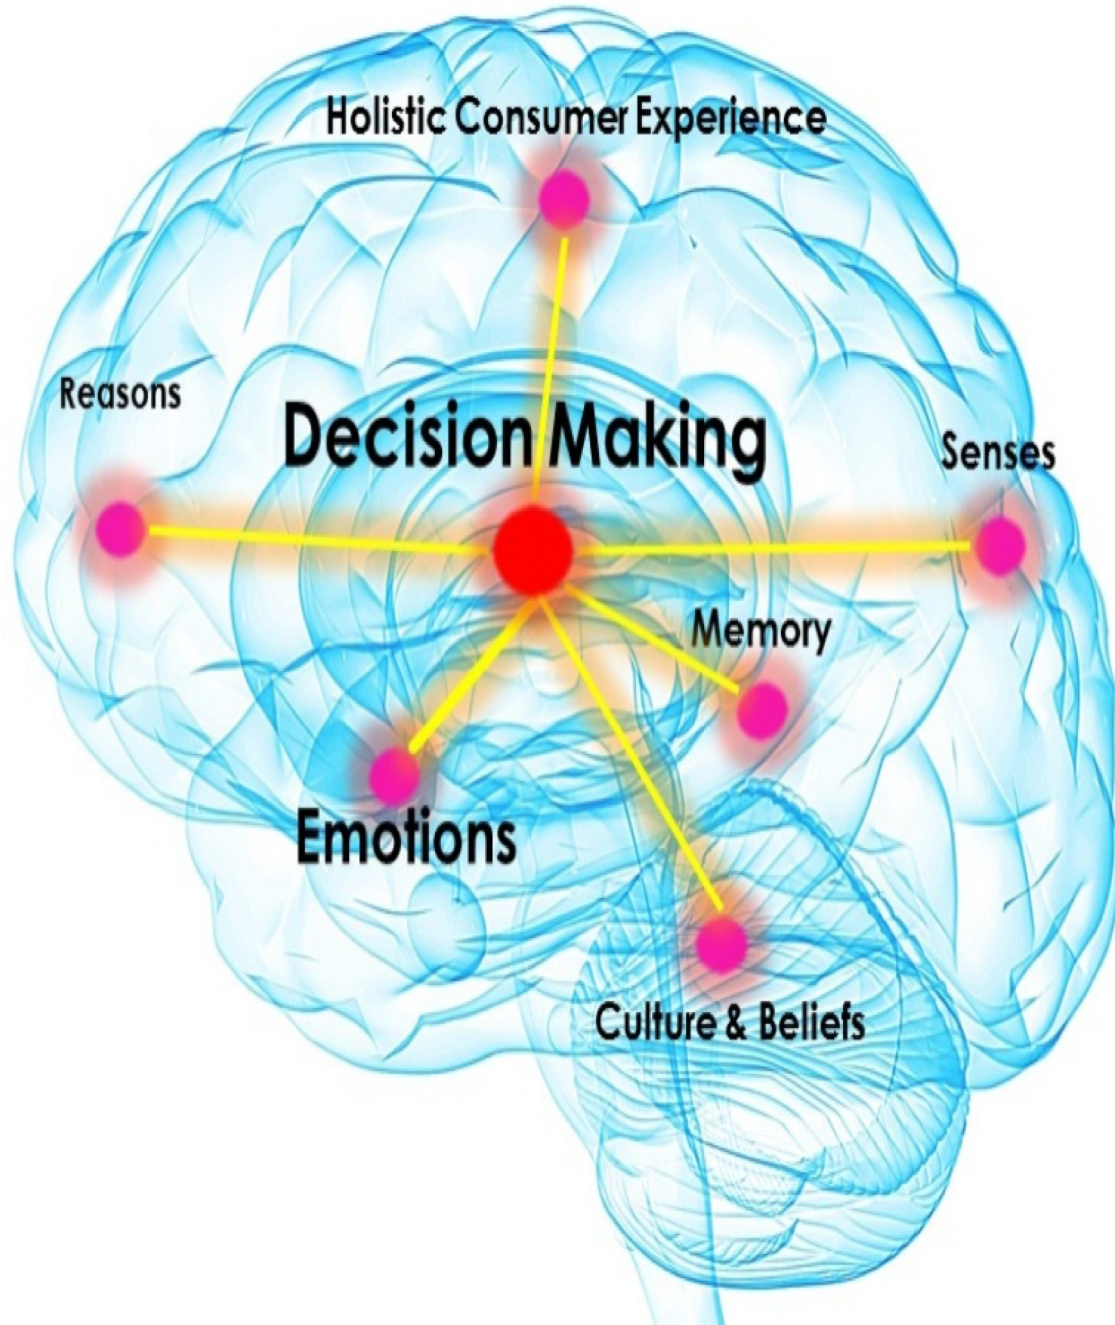 Holistic Consumer Experience
Reasons
Decision Making
Senses
Memory
Emotions
Culture & Beliefs